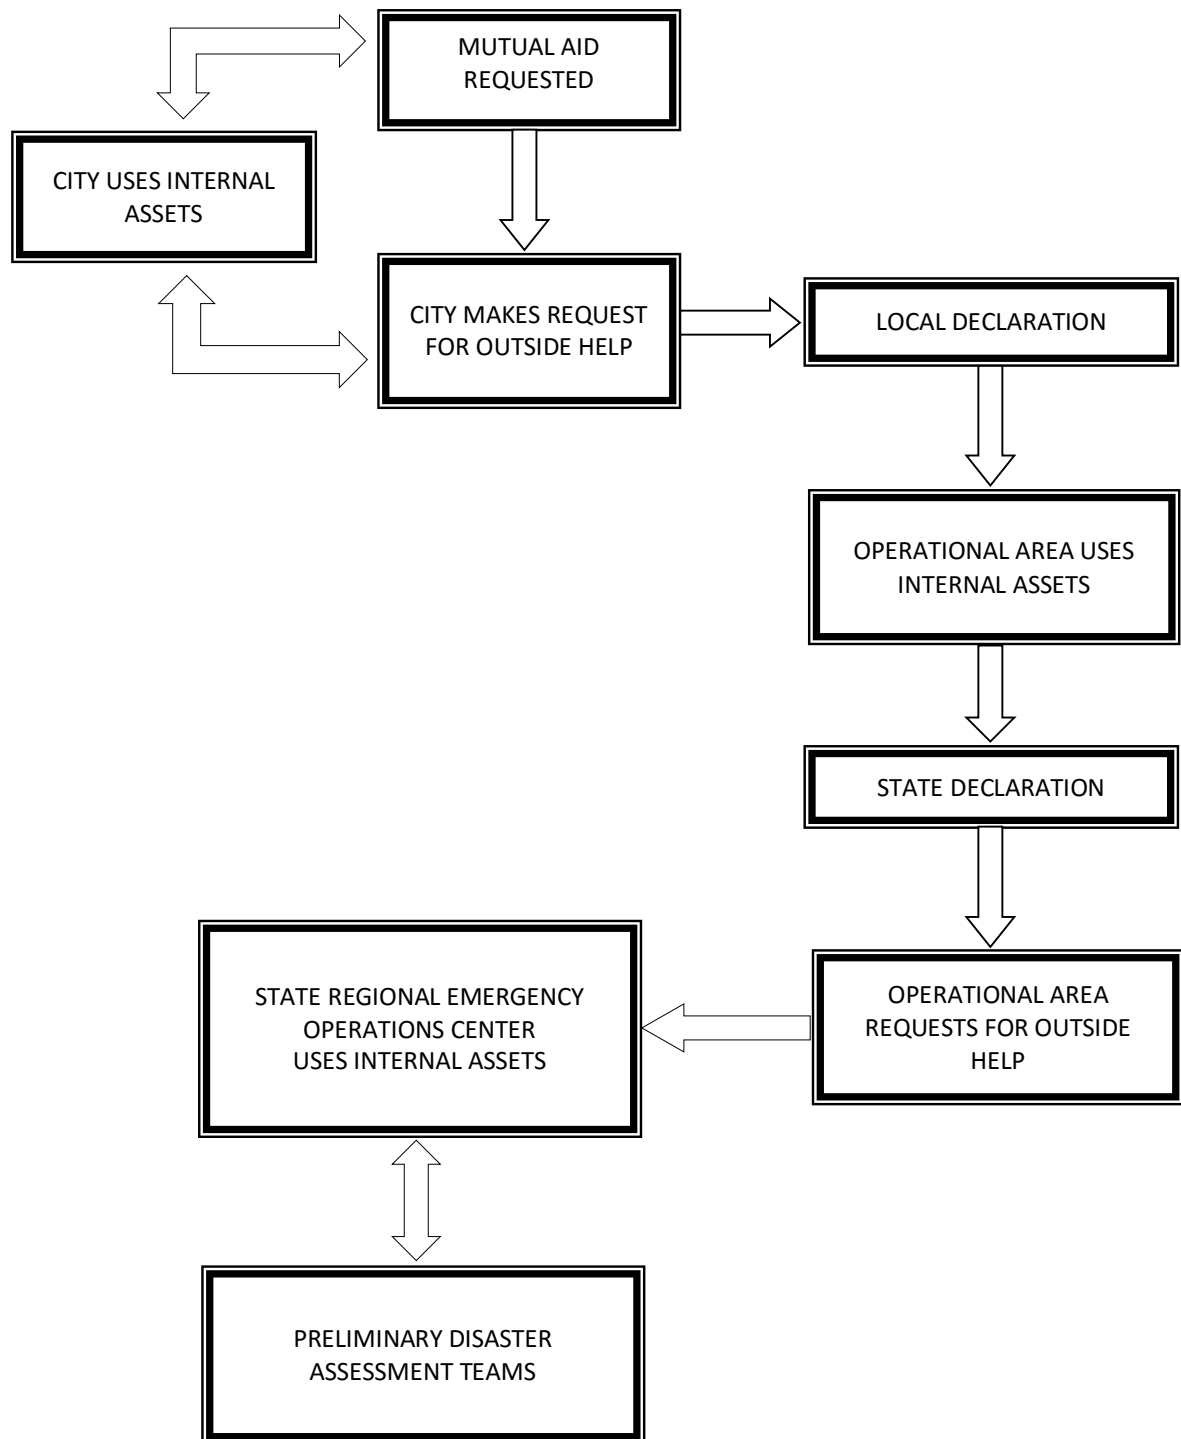 MUTUAL AID
REQUESTED
CITY USES INTERNAL
ASSETS
CITY MAKES REQUEST
FOR OUTSIDE HELP
LOCAL DECLARATION
OPERATIONAL AREA USES
INTERNAL ASSETS
STATE DECLARATION
OPERATIONAL AREA
REQUESTS FOR OUTSIDE
HELP
STATE REGIONAL EMERGENCY
OPERATIONS CENTER
USES INTERNAL ASSETS
PRELIMINARY DISASTER
ASSESSMENT TEAMS